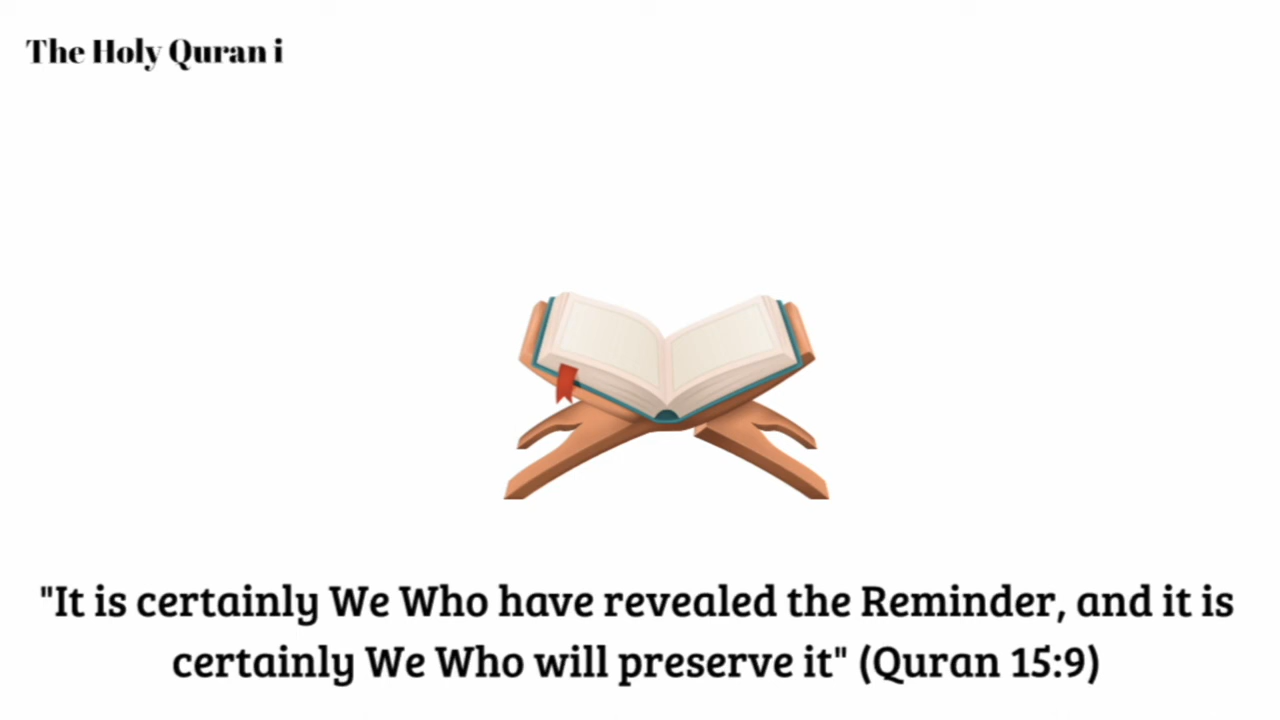 The Holy Quran i
"It is certainly We Who have revealed the Reminder, and it is
certainly We Who will preserve it" (Quran 15:9)